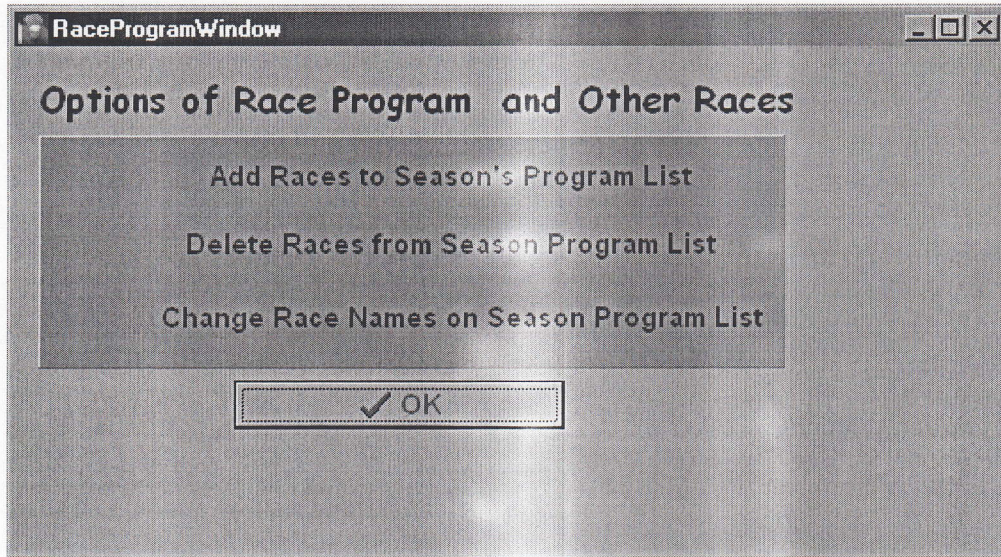 RaceProgramWindow
Options of Race Program and Other Races
Add Races to Season's Program List
Delete Races from Season Program List
Change Race Names on Season Program List
OK